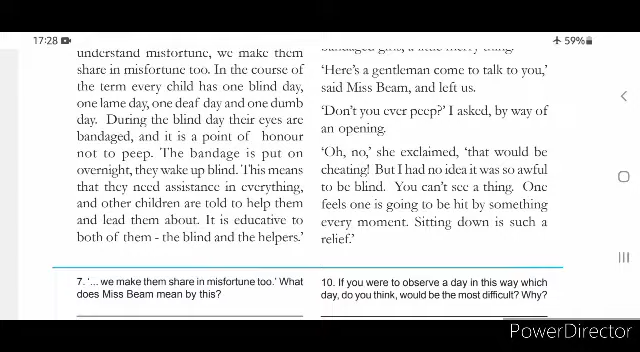 17:28
59%
understand misfortune, we make them
share in misfortune too. In the course of
the term every child has one blind day,
one lame day, one deaf day and one dumb
day. During the blind day their eyes are
bandaged, and it is a point of honour
not to peep. The bandage is put on
overnight, they wake up blind. This means
that they need assistance in everything,
and other children are told to help them
and lead them about. It is educative to
both of them - the blind and the helpers.'
7. '... we make them share in misfortune too.' What
does Miss Beam mean by this?
bandaged girls, a little merry thing.
'Here's a gentleman come to talk to you,'
said Miss Beam, and left us.
'Don't you ever peep?' I asked, by way of
an opening.
'Oh, no,' she exclaimed, 'that would be
cheating! But I had no idea it was so awful
to be blind. You can't see a thing. One
feels one is going to be hit by something
every moment. Sitting down is such a
relief.'
10. If you were to observe a day in this way which
day, do you think, would be the most difficult? Why?
PowerDirector